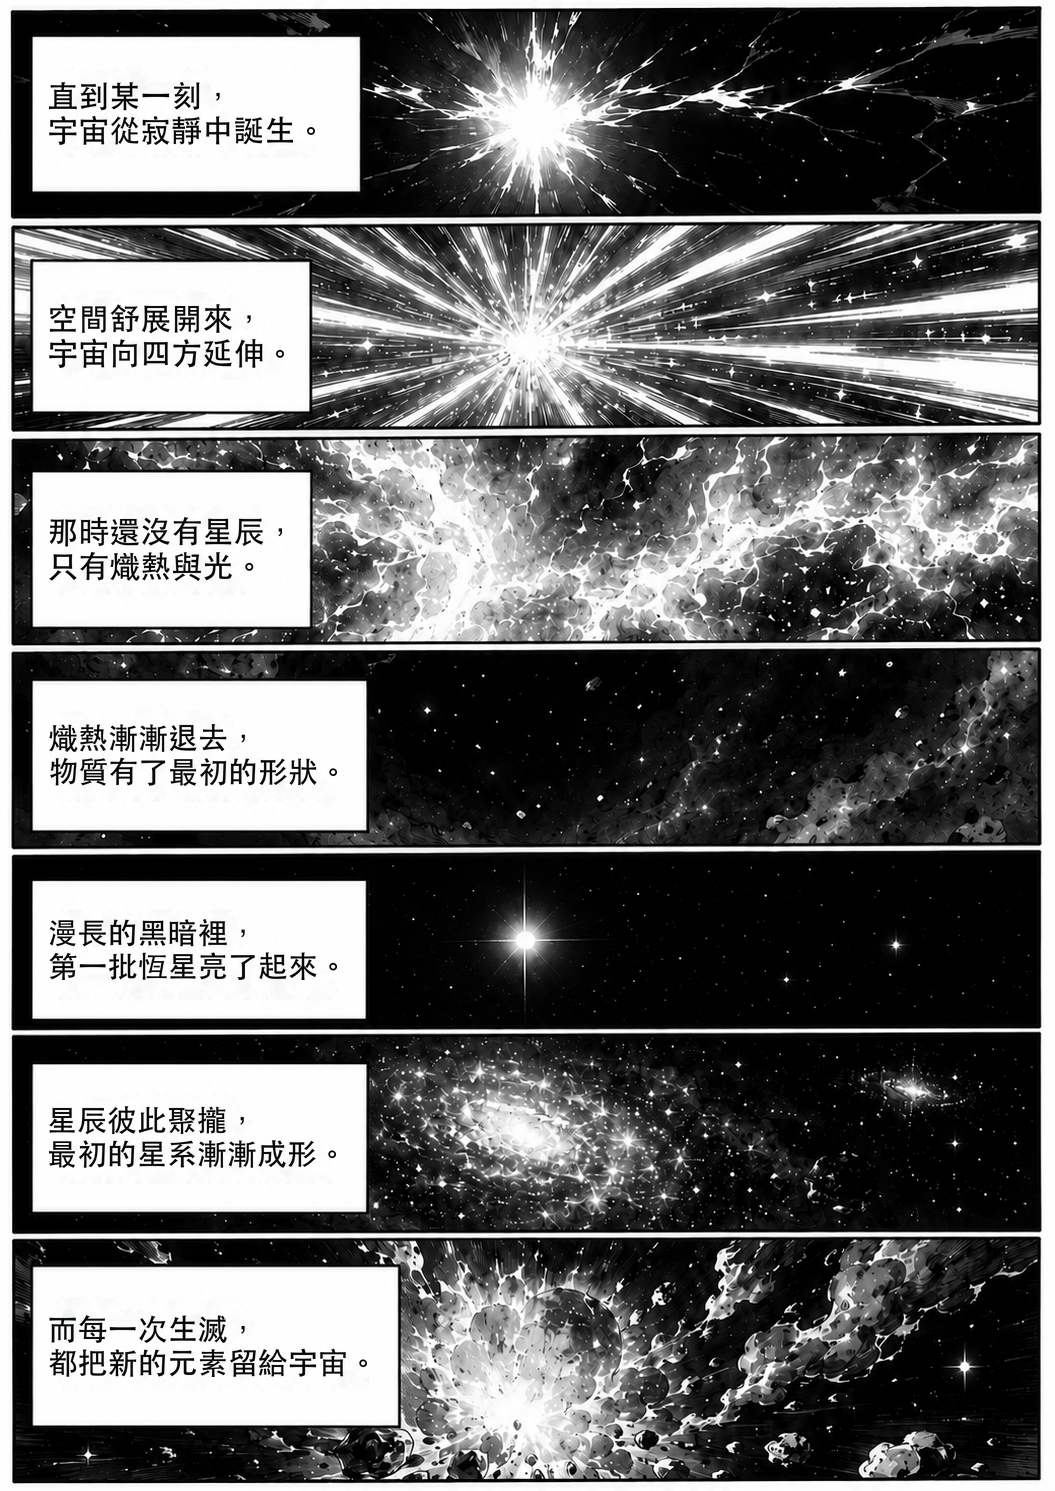 直到某一刻，
宇宙從寂靜中誕生。
空間舒展開來，
宇宙向四方延伸。
那時還沒有星辰，
只有熾熱與光。
熾熱漸漸退去，
物質有了最初的形狀。
漫長的黑暗裡，
第一批恆星亮了起來。
星辰彼此聚攏，
最初的星系漸漸成形。
而每一次生滅，
都把新的元素留給宇宙。